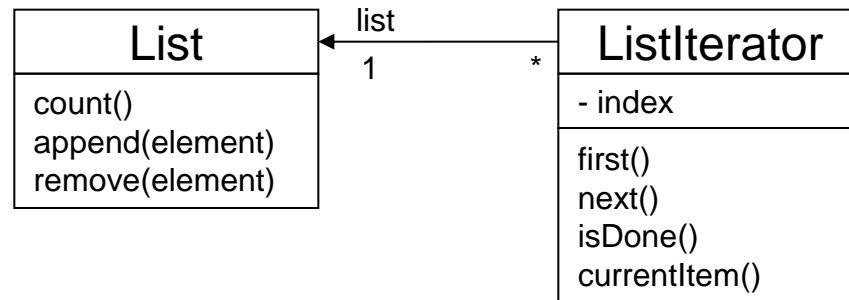 List
count()
append(element)
remove(element)
list
1
*
ListIterator
- index
first()
next()
isDone()
currentItem()